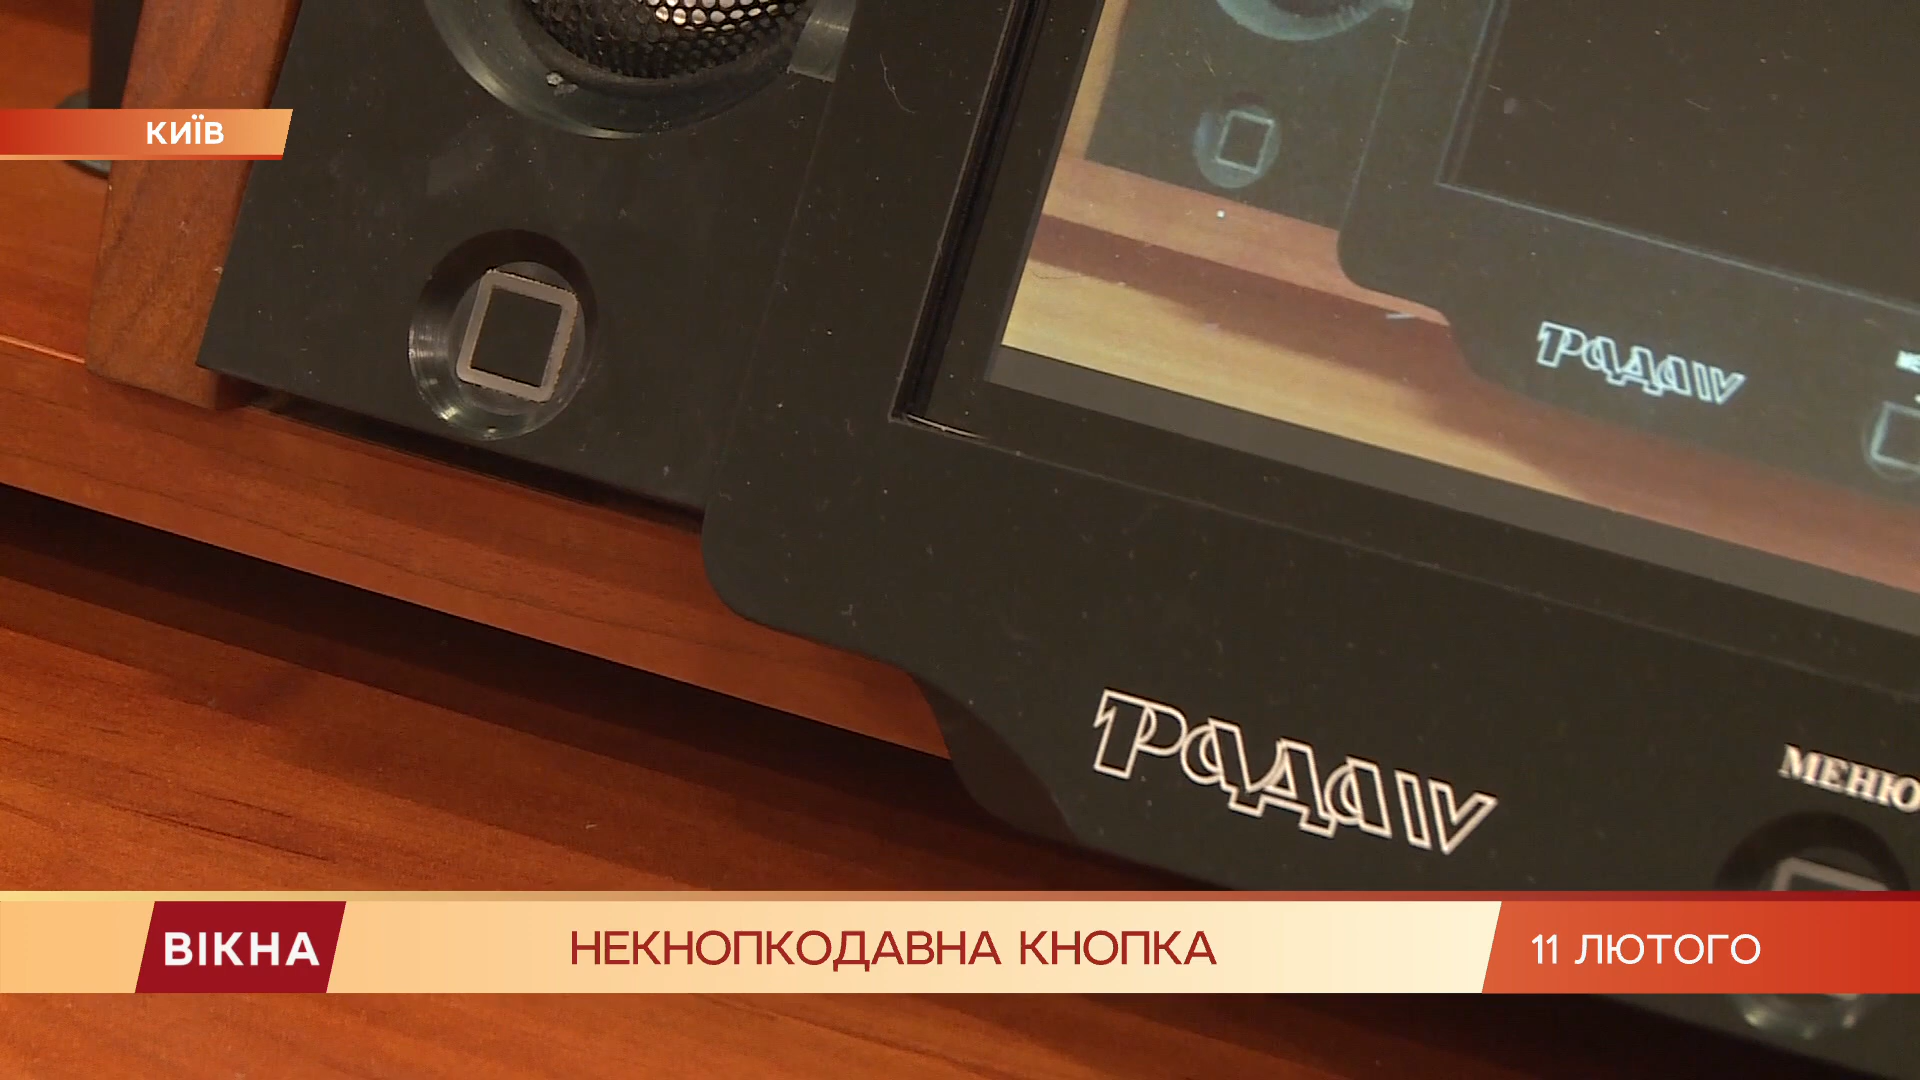 КИЇВ
Рада IV
Рада IV
МЕНЮ
ВІКНА
НЕКНОПКОДАВНА КНОПКА
11 ЛЮТОГО